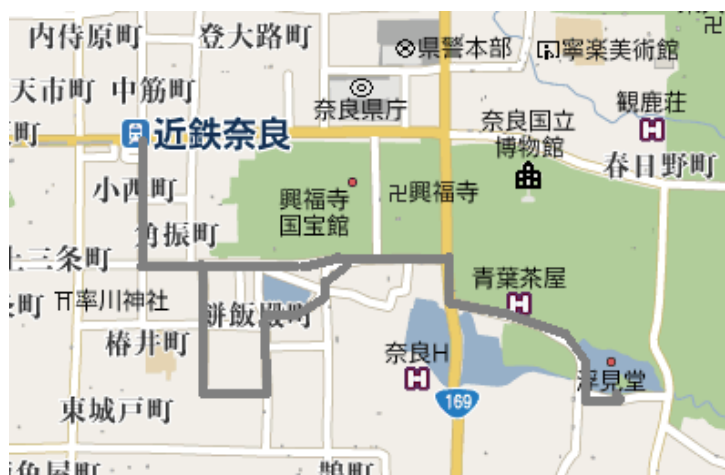 内侍原町
登大路町
県警本部
寧楽美術館
天市町
中筋町
奈良県庁
観鹿荘
近鉄奈良
奈良国立
博物館
春日野町
小西町
興福寺
国宝館
卍興福寺
角振町
三条町
青葉茶屋
率川神社
餅飯殿町
椿井町
奈良H
浮見堂
東城戸町
169
鵲町